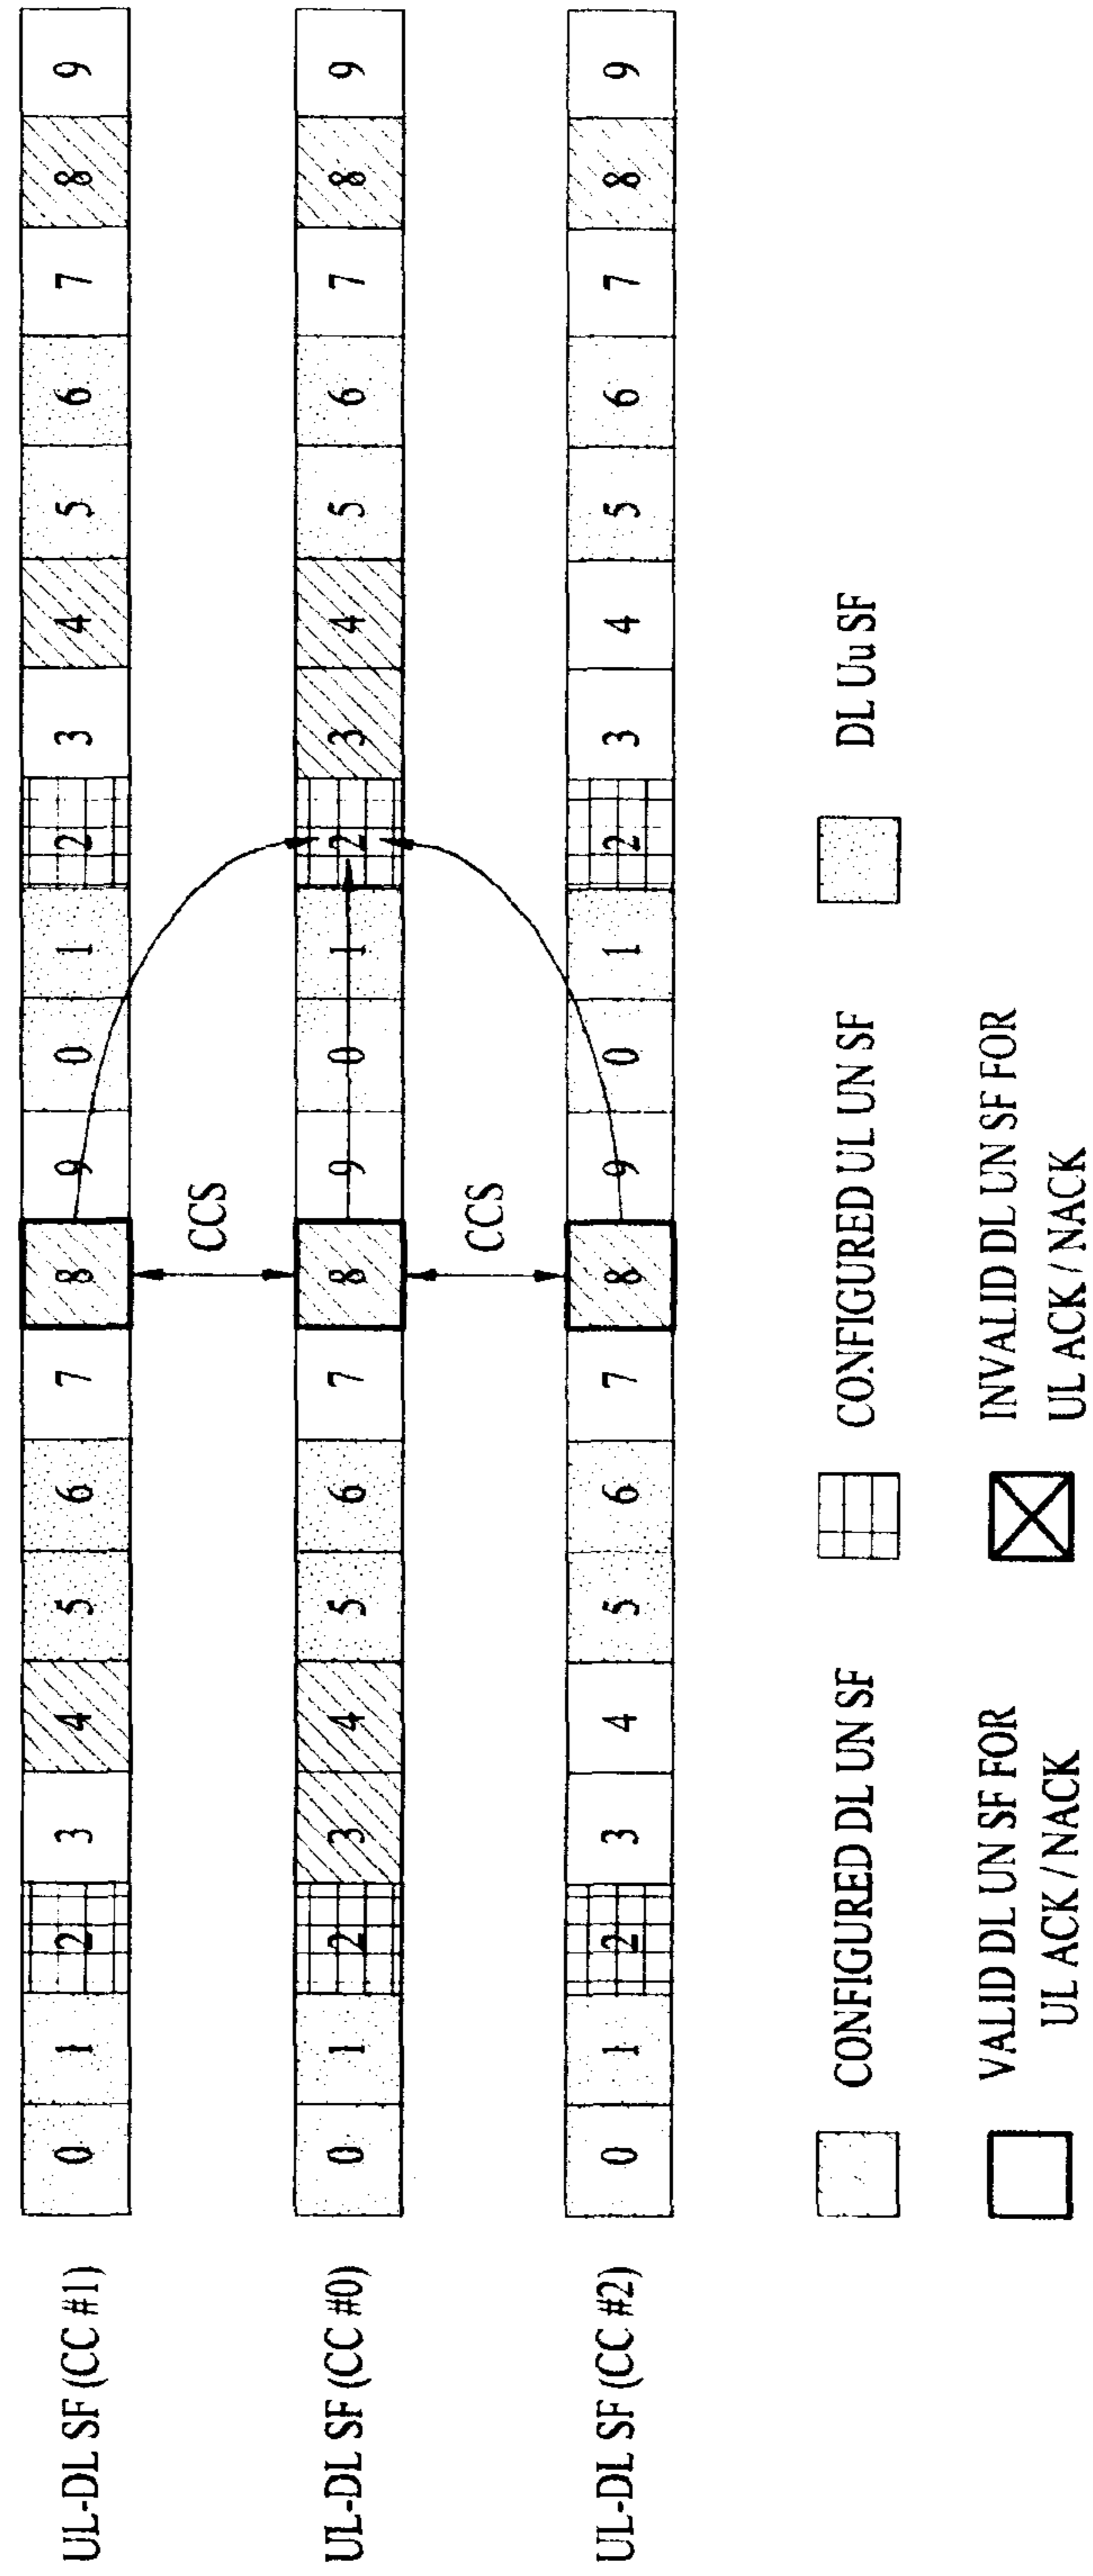 UL-DL SF (CC #1)
0 1 2 3 4 5 6 7 8 9 0 1 2 3 4 5 6 7 8 9
CCS
UL-DL SF (CC #0)
0 1 2 3 4 5 6 7 8 9 0 1 2 3 4 5 6 7 8 9
CCS
UL-DL SF (CC #2)
0 1 2 3 4 5 6 7 8 9 0 1 2 3 4 5 6 7 8 9
CONFIGURED DL UN SF
CONFIGURED UL UN SF
DL Uu SF
VALID DL UN SF FOR
UL ACK / NACK
INVALID DL UN SF FOR
UL ACK / NACK